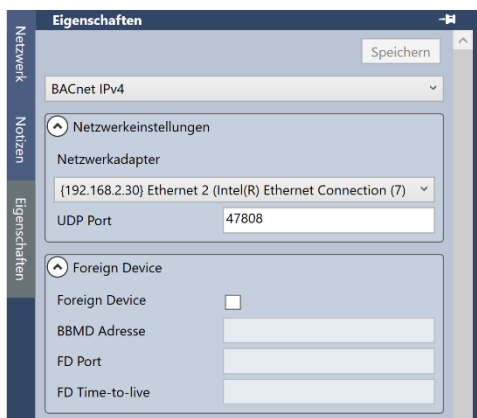 Eigenschaften
Netzwerk
Notizen
Eigenschaften
Speichern
BACnet IPv4
Netzwerkeinstellungen
Netzwerkadapter
{192.168.2.30} Ethernet 2 (Intel(R) Ethernet Connection (7)
UDP Port 47808
Foreign Device
Foreign Device
BBMD Adresse
FD Port
FD Time-to-live